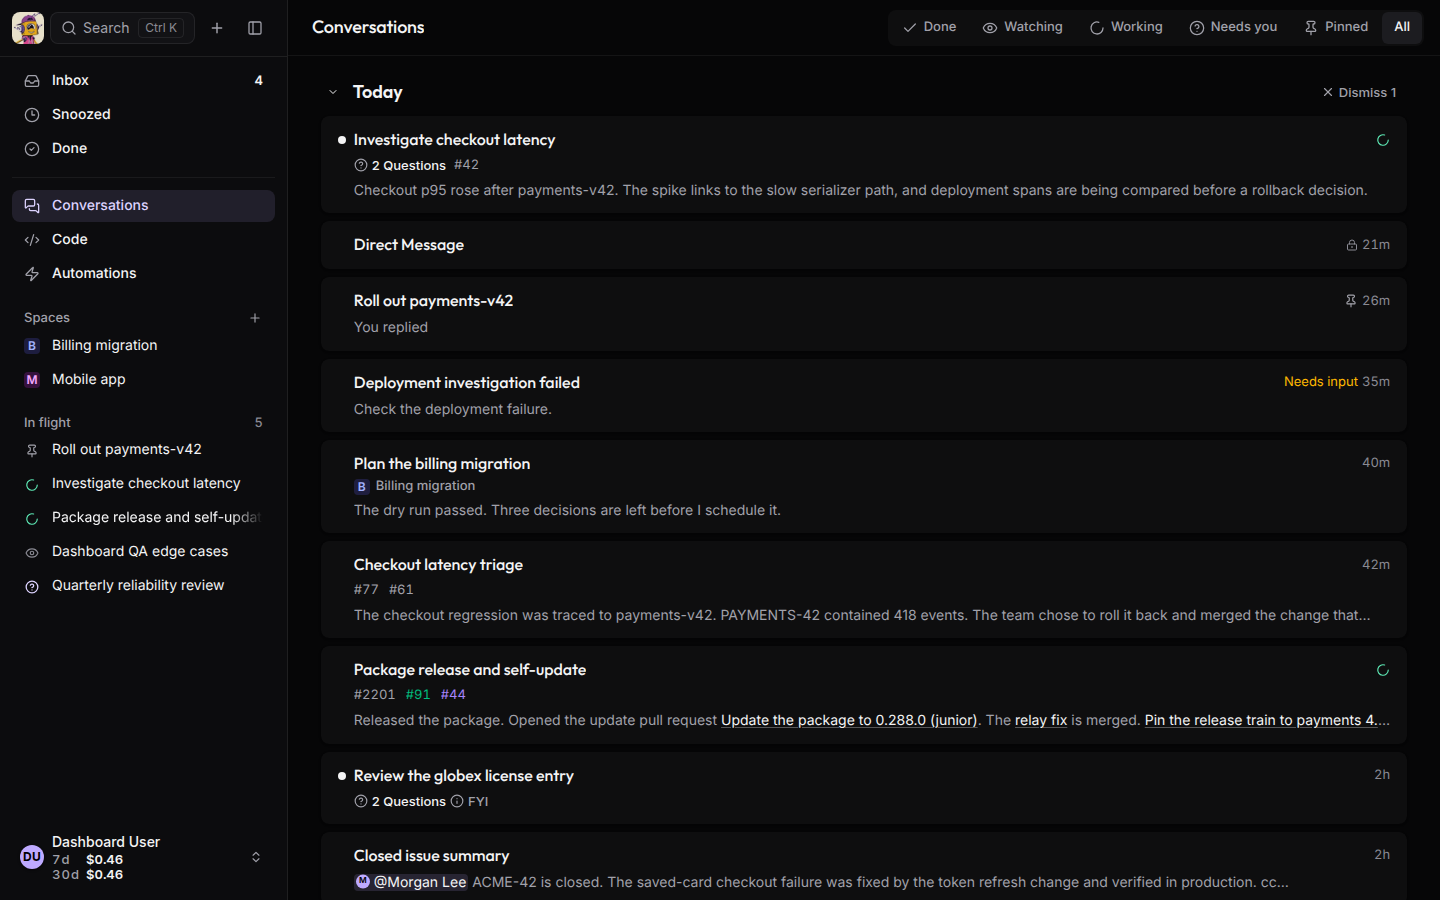 Search Ctrl K
Inbox 4
Snoozed
Done
Conversations
Code
Automations
Spaces
B Billing migration
M Mobile app
In flight 5
Roll out payments-v42
Investigate checkout latency
Package release and self-updat
Dashboard QA edge cases
Quarterly reliability review
DU Dashboard User
7d $0.46
30d $0.46
Conversations
Done Watching Working Needs you Pinned All
Today Dismiss 1
Investigate checkout latency
2 Questions #42
Checkout p95 rose after payments-v42. The spike links to the slow serializer path, and deployment spans are being compared before a rollback decision.
Direct Message 21m
Roll out payments-v42 26m
You replied
Deployment investigation failed Needs input 35m
Check the deployment failure.
Plan the billing migration 40m
B Billing migration
The dry run passed. Three decisions are left before I schedule it.
Checkout latency triage 42m
#77 #61
The checkout regression was traced to payments-v42. PAYMENTS-42 contained 418 events. The team chose to roll it back and merged the change that...
Package release and self-update
#2201 #91 #44
Released the package. Opened the update pull request Update the package to 0.288.0 (junior). The relay fix is merged. Pin the release train to payments 4....
Review the globex license entry 2h
2 Questions FYI
Closed issue summary 2h
M @Morgan Lee ACME-42 is closed. The saved-card checkout failure was fixed by the token refresh change and verified in production. cc...